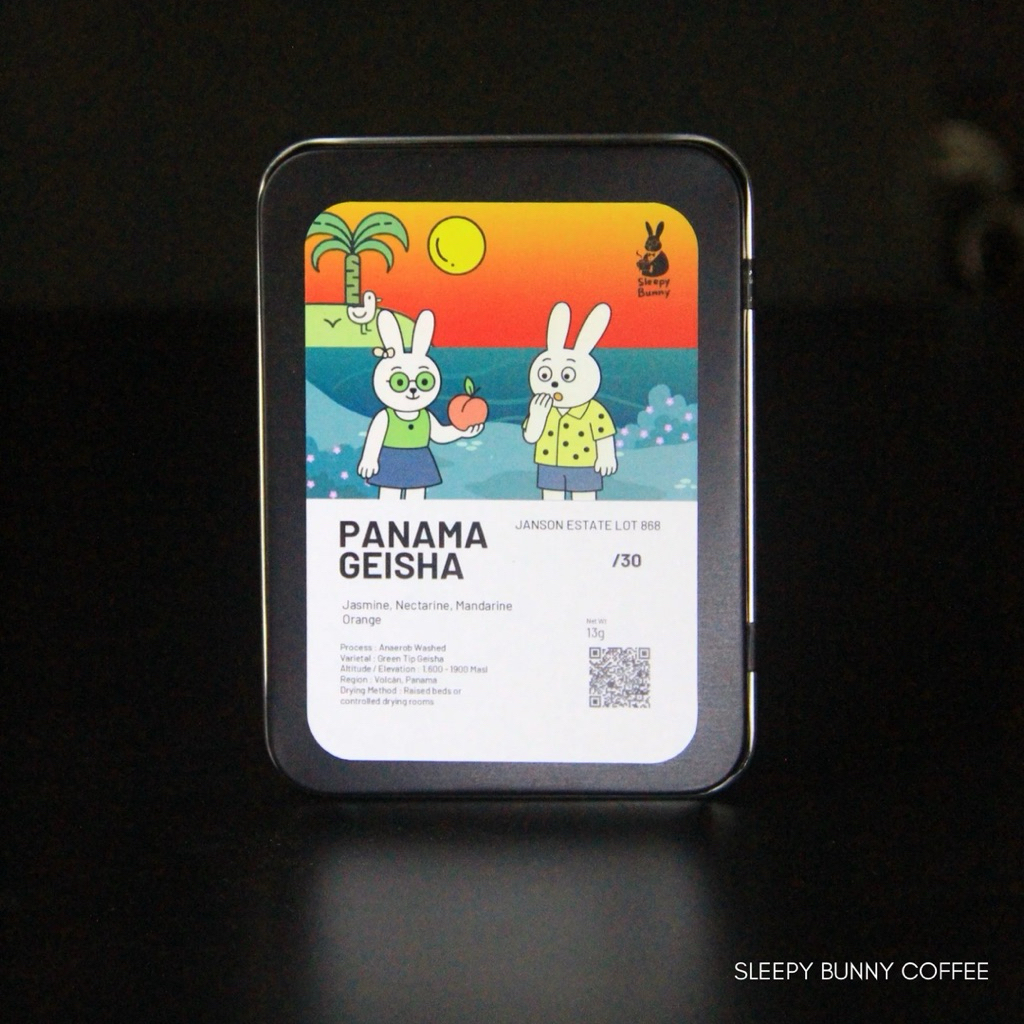 Sleepy
Bunny
PANAMA
GEISHA
JANSON ESTATE LOT 868
/30
Jasmine, Nectarine, Mandarine
Orange
Net Wt
13g
Process : Anaerob Washed
Varietal : Green Tip Geisha
Altitude / Elevation : 1.600 - 1900 Masl
Region : Volcán, Panama
Drying Method : Raised beds or
controlled drying rooms
SLEEPY BUNNY COFFEE